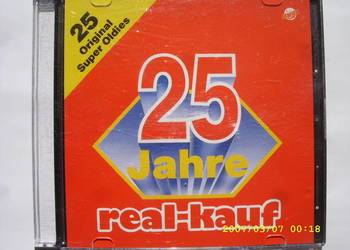 25
Original
Super Oldies
25
Jahre
real-kauf
2007/03/07 00:18